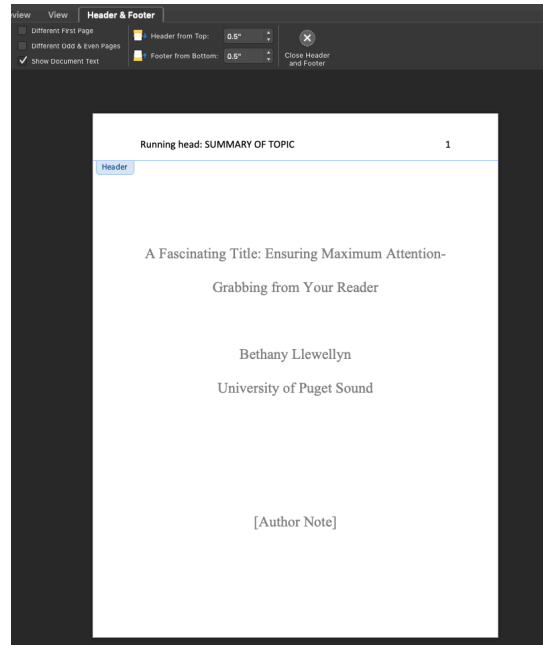 view View Header & Footer
Different First Page
Different Odd & Even Pages
Show Document Text
Header from Top: 0.5"
Footer from Bottom: 0.5"
Close Header
and Footer
Running head: SUMMARY OF TOPIC 1
Header
A Fascinating Title: Ensuring Maximum Attention-
Grabbing from Your Reader
Bethany Llewellyn
University of Puget Sound
[Author Note]